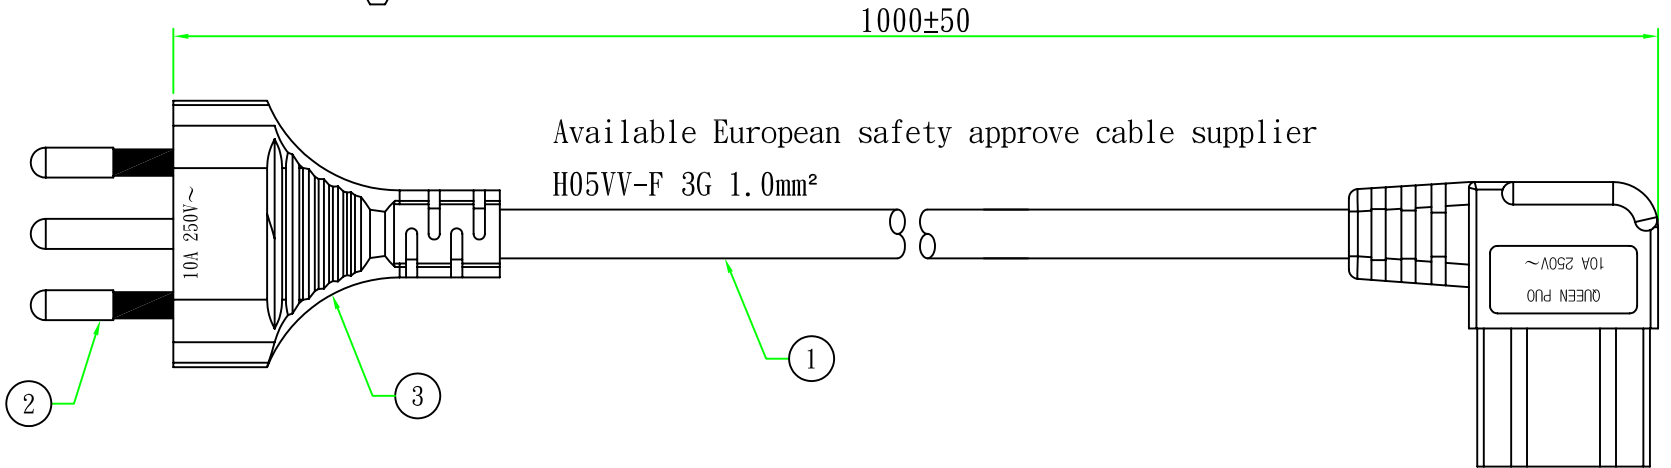 1000±50
Available European safety approve cable supplier
H05VV-F 3G 1.0mm²
10A 250V~
10A 250V~
QUEEN PUO
1
2
3